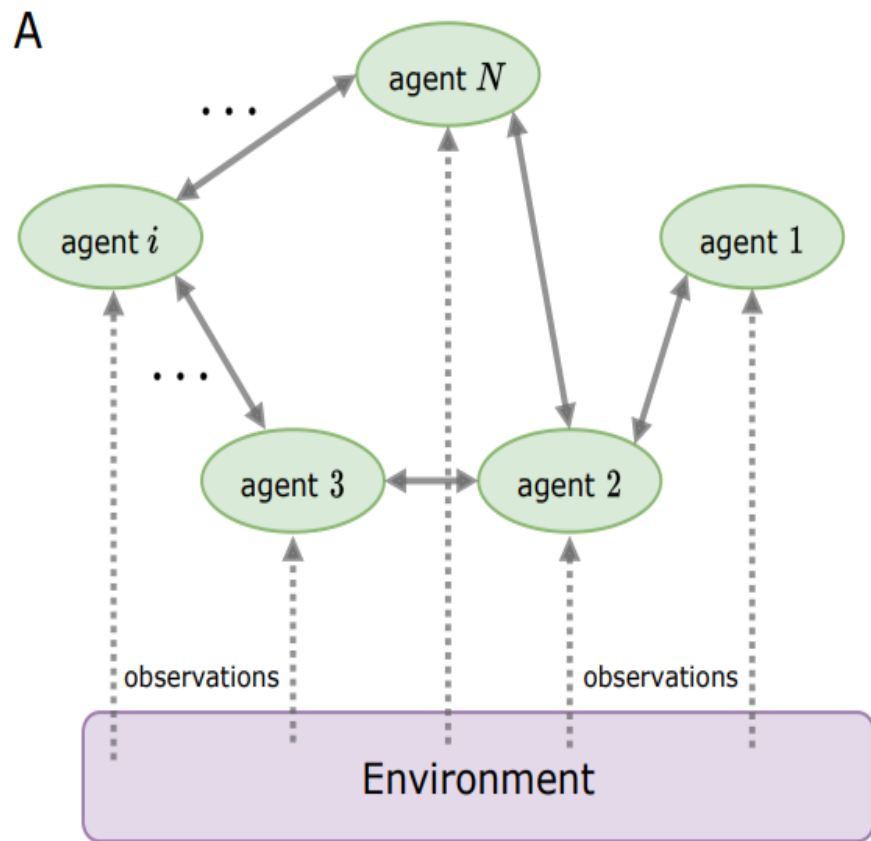 A
agent N
. . .
agent i
agent 1
. . .
agent 3
agent 2
observations
observations
Environment